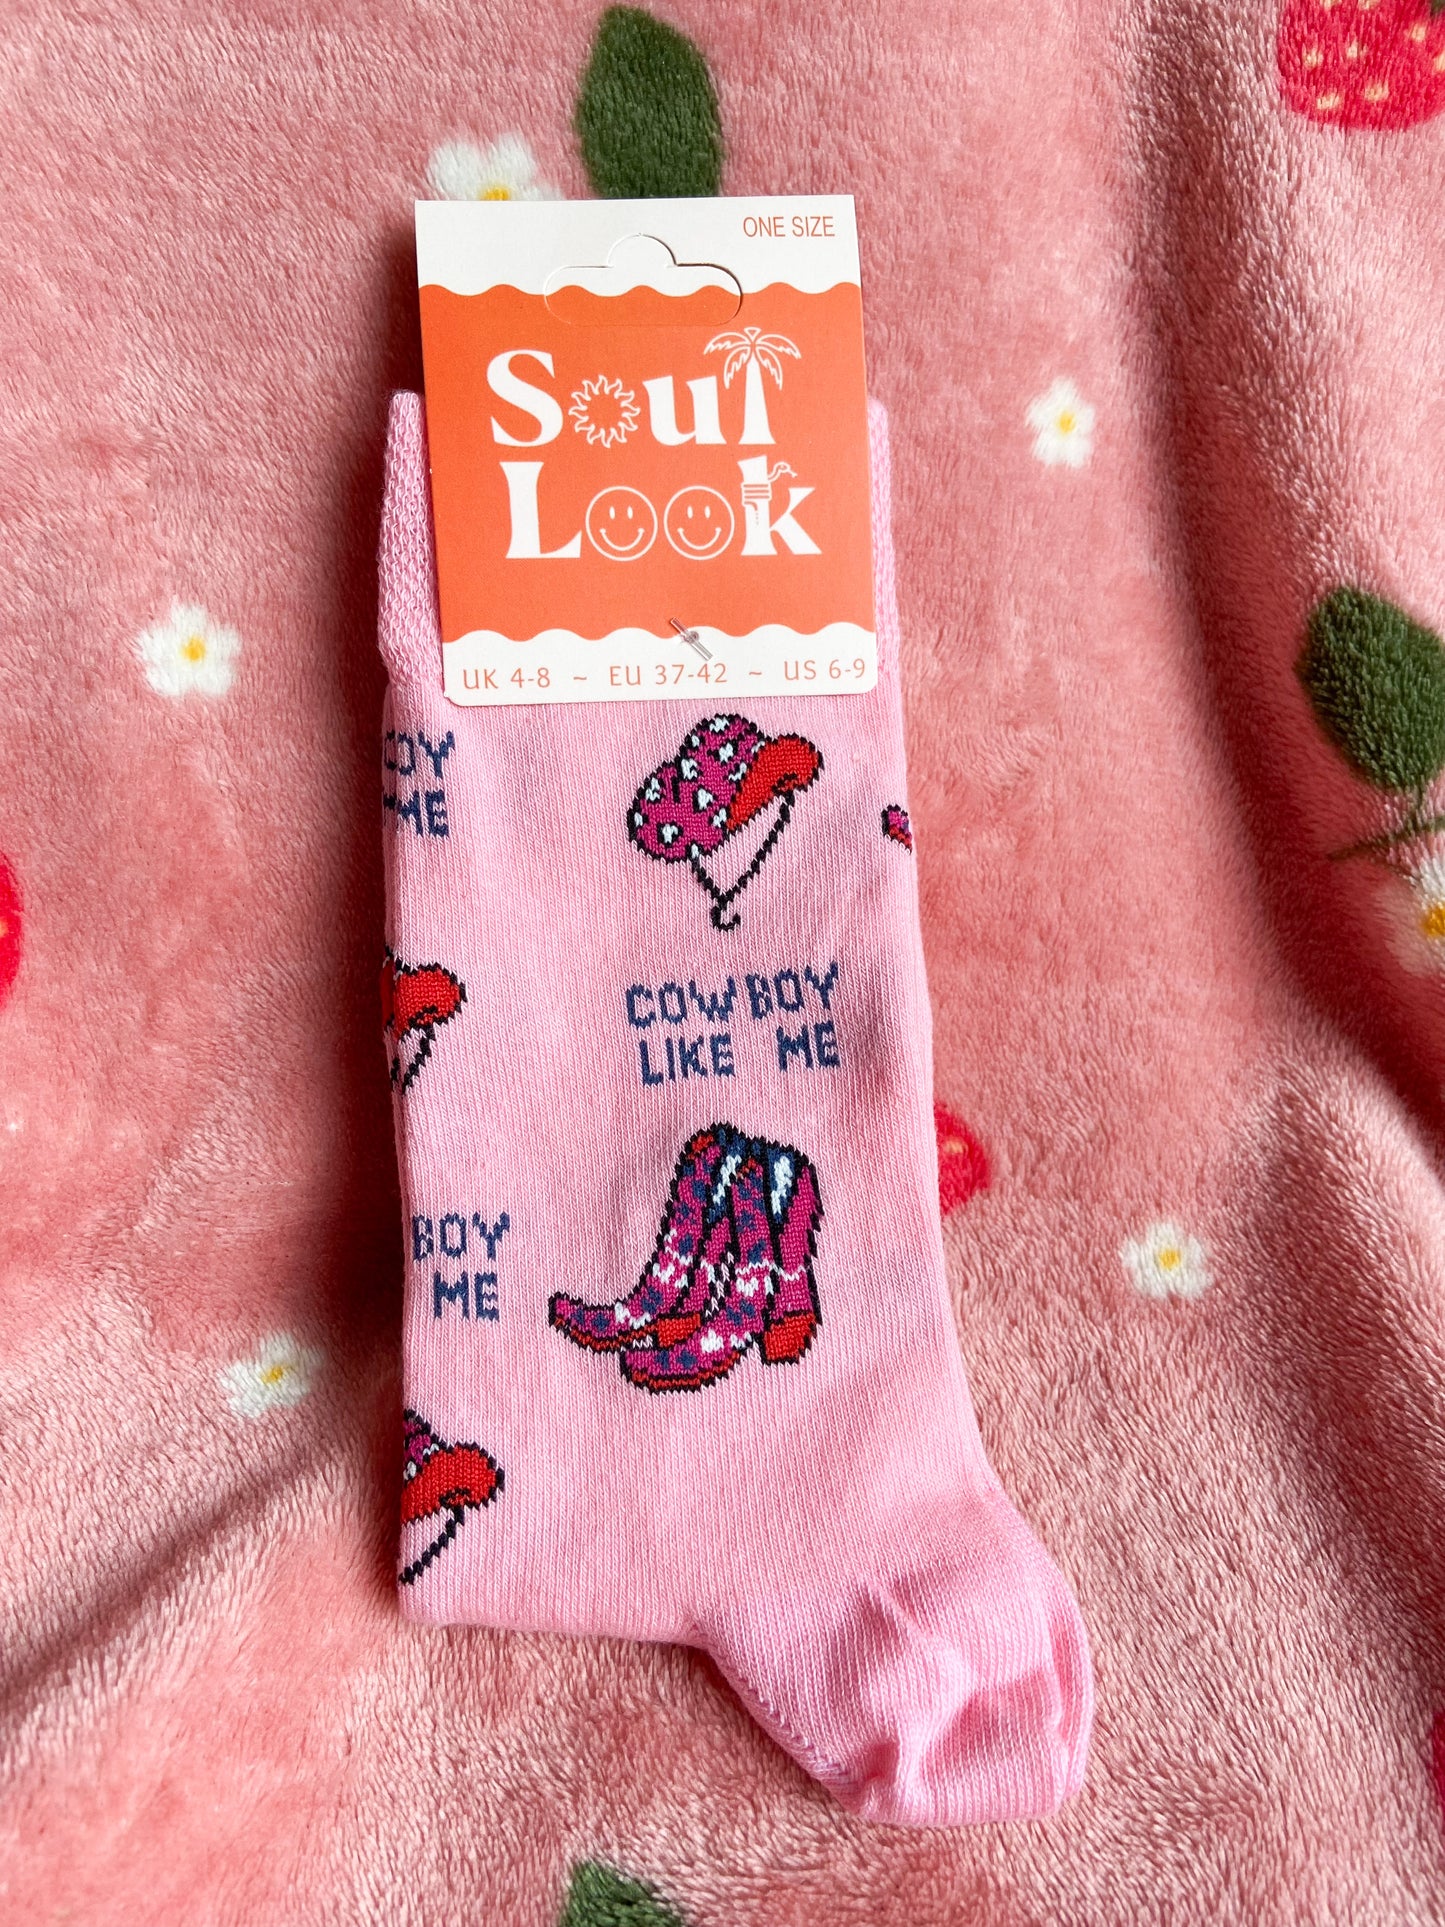 ONE SIZE
Soul
Look
UK 4-8 ~ EU 37-42 ~ US 6-9
COY
ME
COWBOY
LIKE ME
BOY
ME